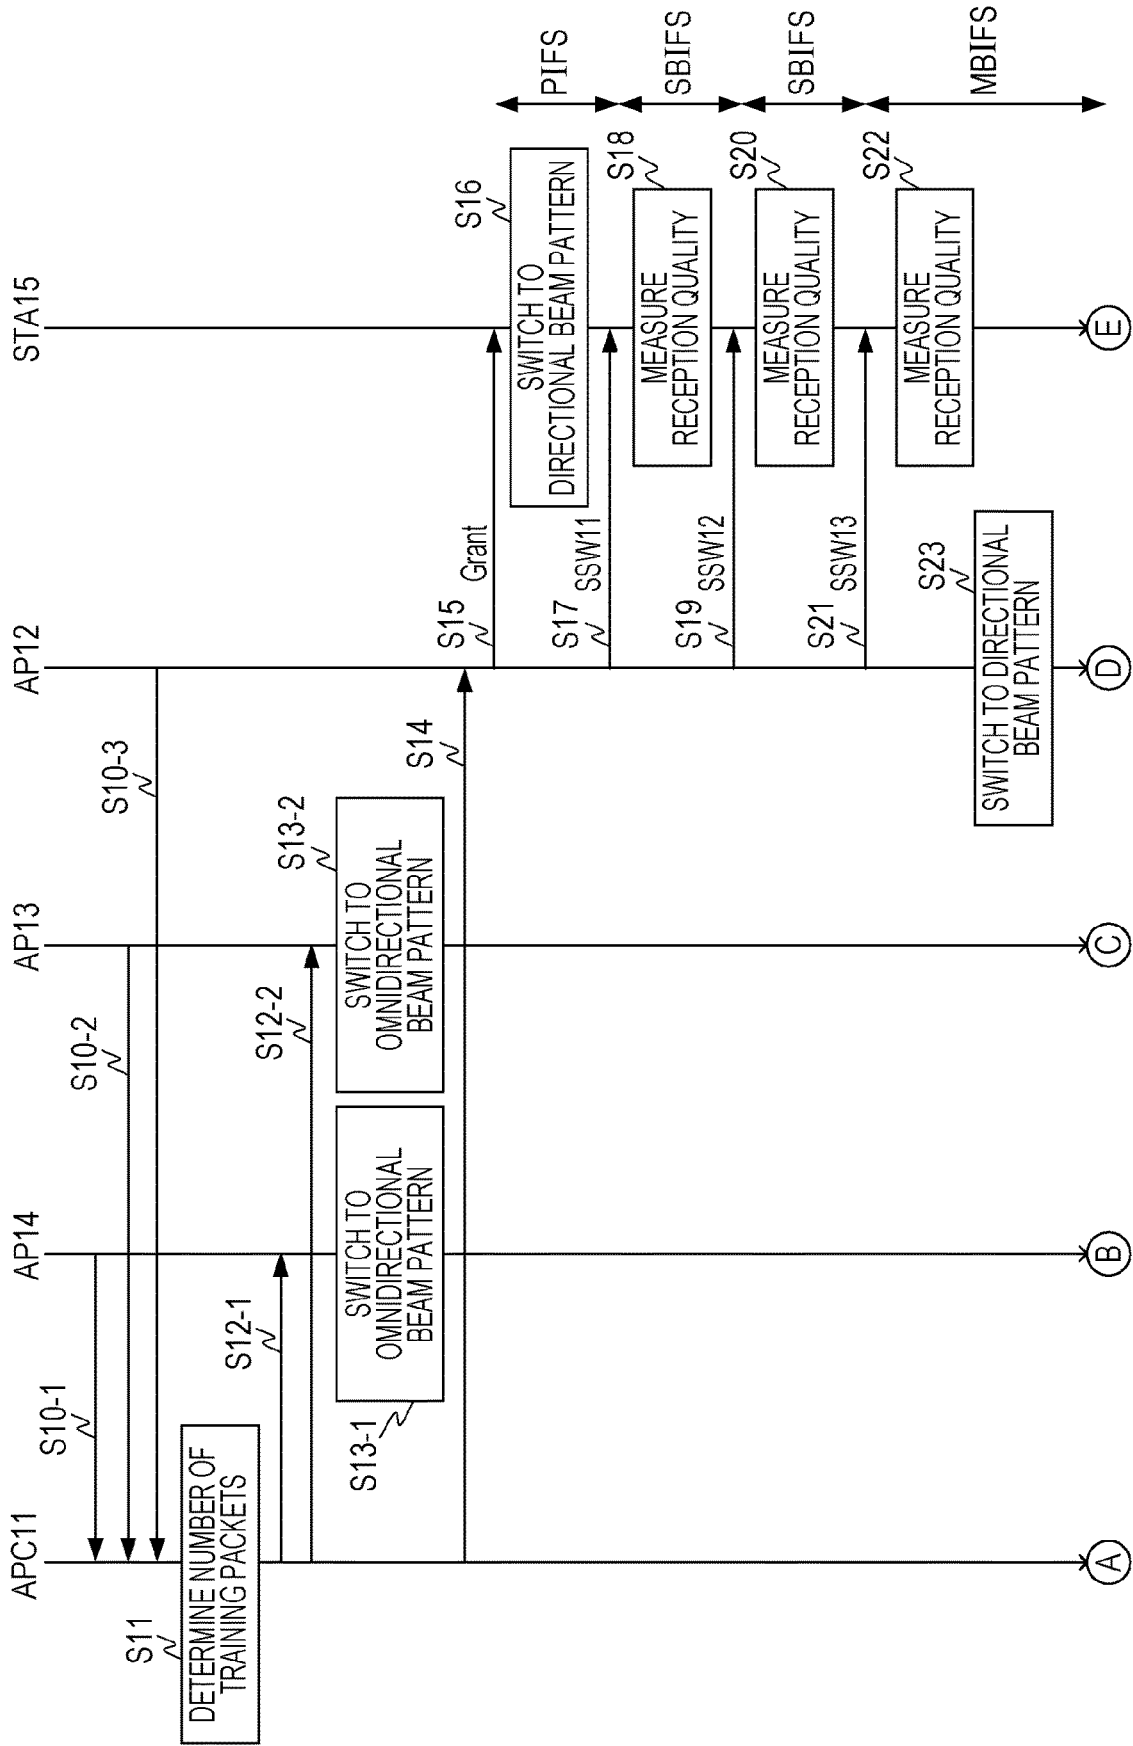 APC11
AP14
AP13
AP12
STA15
S10-1
S10-2
S10-3
S11
DETERMINE NUMBER OF
TRAINING PACKETS
S12-1
S12-2
S13-1
SWITCH TO
OMNIDIRECTIONAL
BEAM PATTERN
S13-2
SWITCH TO
OMNIDIRECTIONAL
BEAM PATTERN
S14
S15
Grant
S16
SWITCH TO
DIRECTIONAL BEAM PATTERN
PIFS
S17
SSW11
S18
MEASURE
RECEPTION QUALITY
SBIFS
S19
SSW12
S20
MEASURE
RECEPTION QUALITY
SBIFS
S21
SSW13
S22
MEASURE
RECEPTION QUALITY
MBIFS
S23
SWITCH TO DIRECTIONAL
BEAM PATTERN
A
B
C
D
E